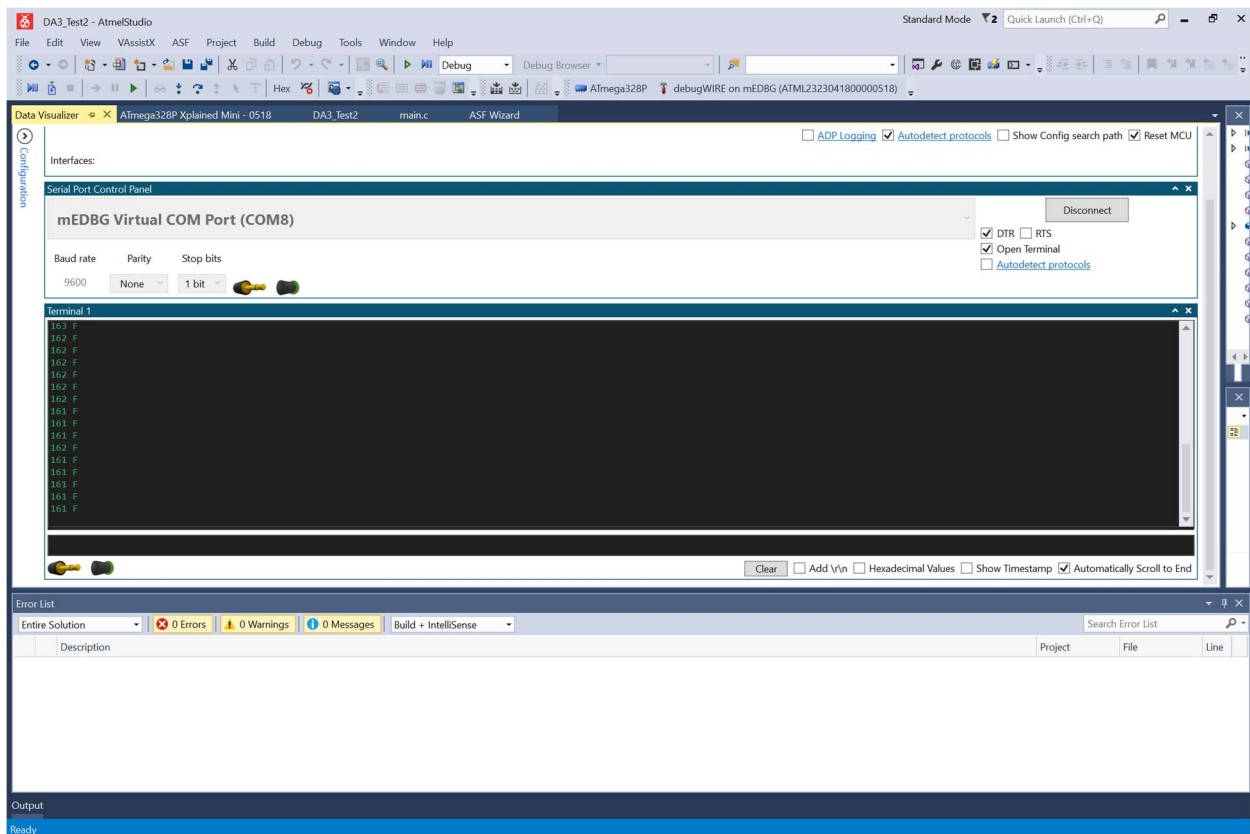 DA3_Test2 - AtmelStudio
Standard Mode 2 Quick Launch (Ctrl+Q)
File Edit View VAssistX ASF Project Build Debug Tools Window Help
Debug Debug Browser
Hex ATmega328P debugWIRE on mEDBG (ATML2323041800000518)
Data Visualizer ATmega328P Xplained Mini - 0518 DA3_Test2 main.c ASF Wizard
Configuration
ADP Logging Autodetect protocols Show Config search path Reset MCU
Interfaces:
Serial Port Control Panel
mEDBG Virtual COM Port (COM8)
Disconnect
DTR RTS
Open Terminal
Autodetect protocols
Baud rate Parity Stop bits
9600 None 1 bit
Terminal 1
163 F
162 F
162 F
162 F
162 F
162 F
162 F
161 F
161 F
161 F
162 F
161 F
161 F
161 F
161 F
161 F
Clear Add \r\n Hexadecimal Values Show Timestamp Automatically Scroll to End
Error List
Entire Solution 0 Errors 0 Warnings 0 Messages Build + IntelliSense Search Error List
Description Project File Line
Output
Ready